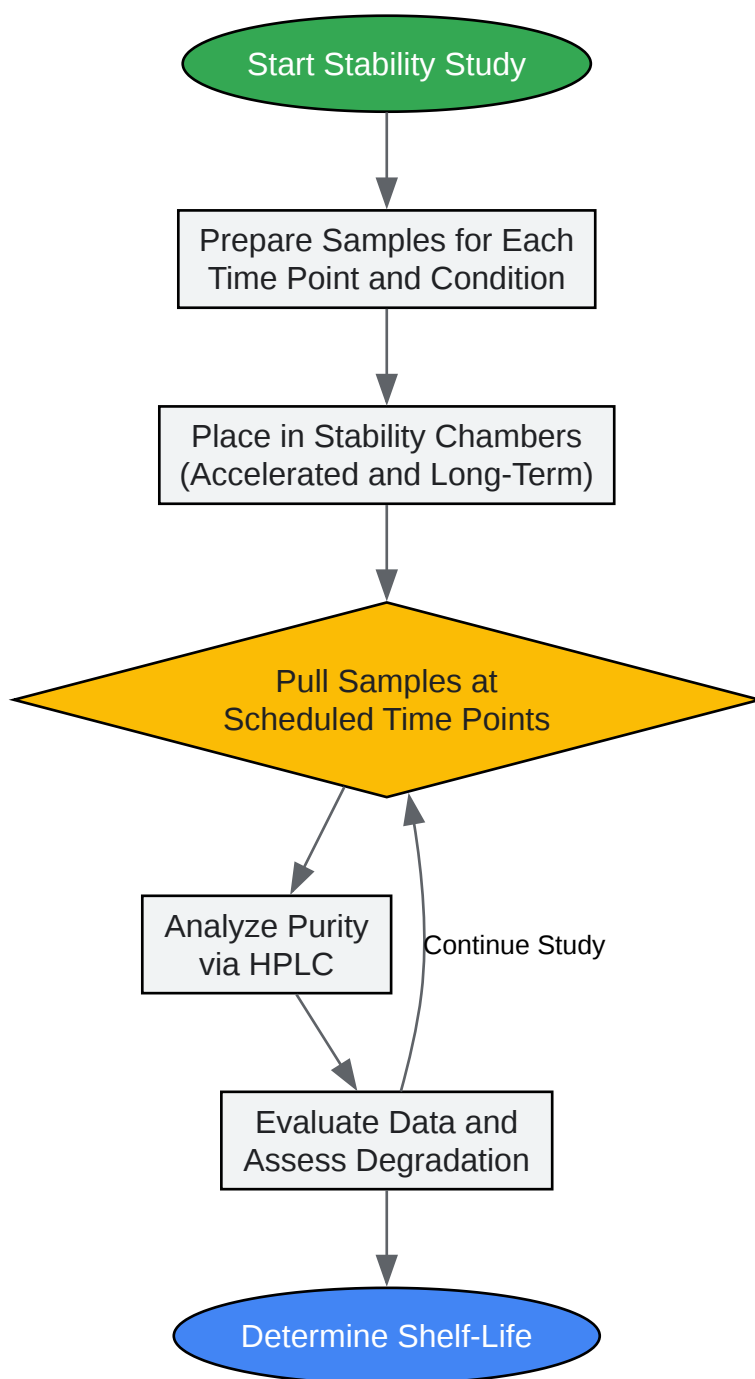 Start Stability Study
Prepare Samples for Each
Time Point and Condition
Place in Stability Chambers
(Accelerated and Long-Term)
Pull Samples at
Scheduled Time Points
Analyze Purity
via HPLC
Continue Study
Evaluate Data and
Assess Degradation
Determine Shelf-Life